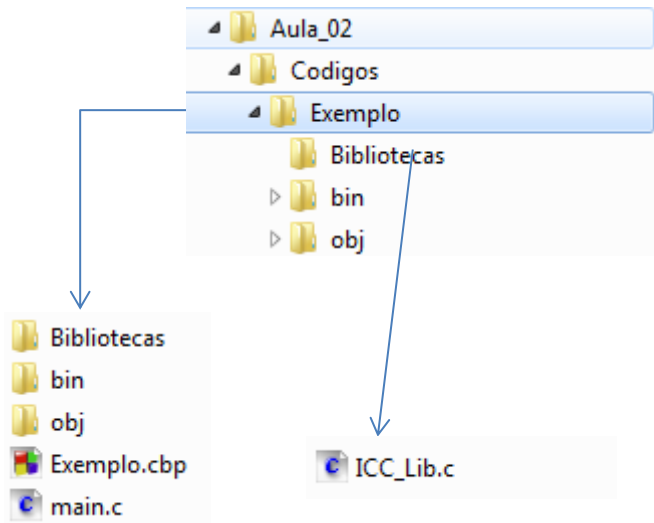 Aula_02
Codigos
Exemplo
Bibliotecas
bin
obj
Bibliotecas
bin
obj
Exemplo.cbp
main.c
ICC_Lib.c